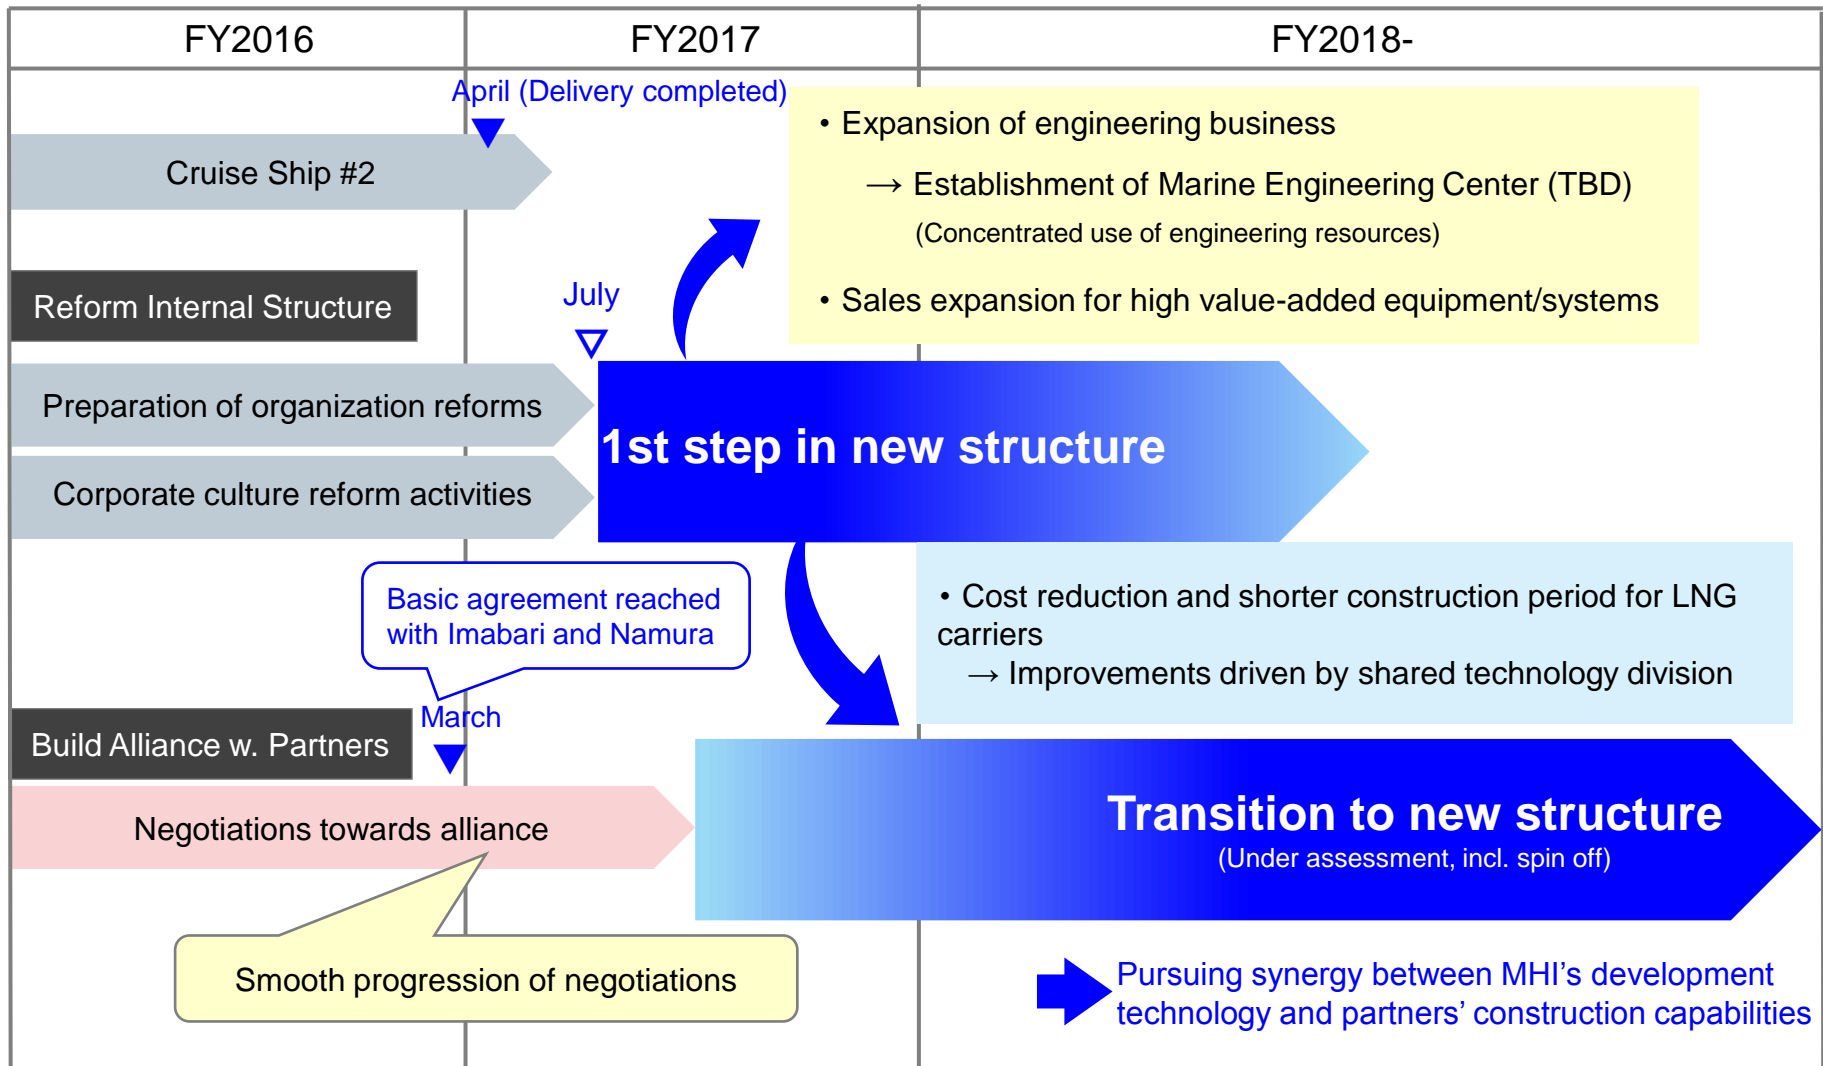 FY2016
FY2017
FY2018-
April (Delivery completed)
Cruise Ship #2
・Expansion of engineering business
→ Establishment of Marine Engineering Center (TBD)
(Concentrated use of engineering resources)
・Sales expansion for high value-added equipment/systems
Reform Internal Structure
July
Preparation of organization reforms
Corporate culture reform activities
1st step in new structure
Basic agreement reached
with Imabari and Namura
・Cost reduction and shorter construction period for LNG
carriers
→ Improvements driven by shared technology division
March
Build Alliance w. Partners
Negotiations towards alliance
Transition to new structure
(Under assessment, incl. spin off)
Smooth progression of negotiations
Pursuing synergy between MHI’s development
technology and partners’ construction capabilities